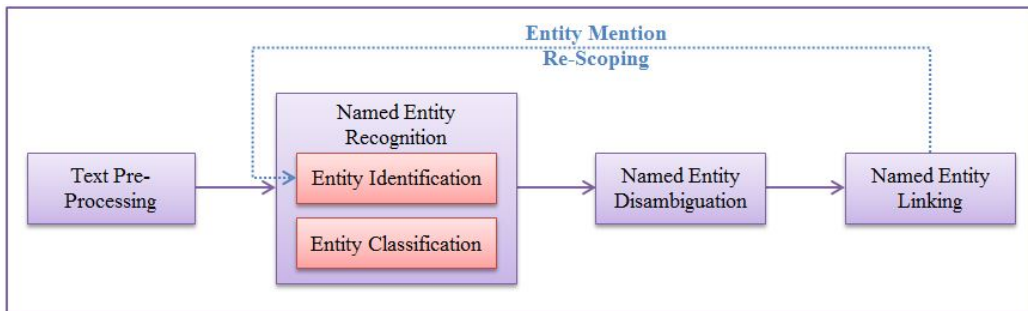 Entity Mention
Re-Scoping
Named Entity
Recognition
Text Pre-
Processing
Entity Identification
Entity Classification
Named Entity
Disambiguation
Named Entity
Linking